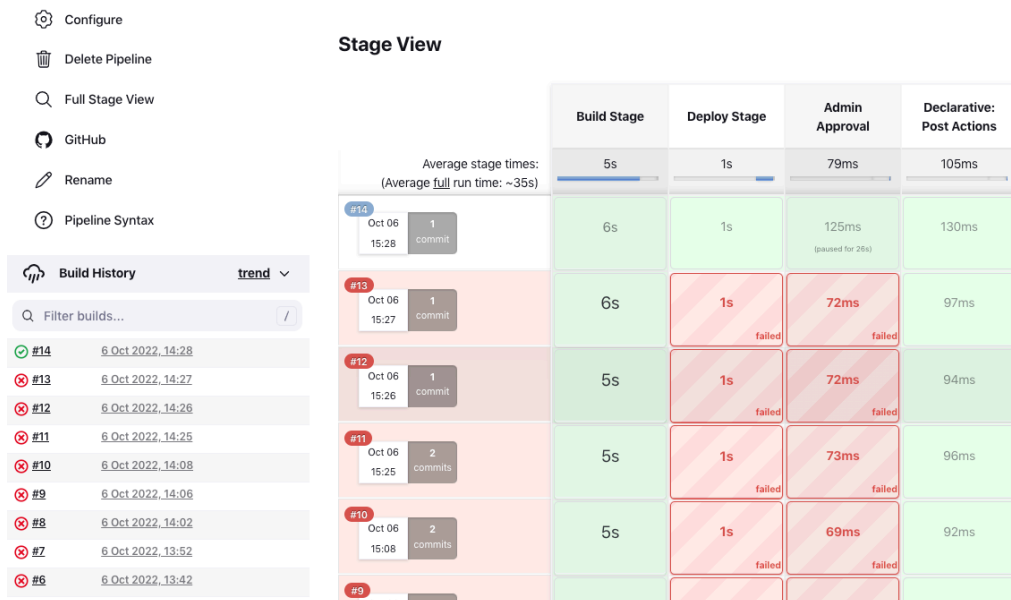 Configure
Delete Pipeline
Full Stage View
GitHub
Rename
Pipeline Syntax
Build History
trend
Filter builds...
/
#14 6 Oct 2022, 14:28
#13 6 Oct 2022, 14:27
#12 6 Oct 2022, 14:26
#11 6 Oct 2022, 14:25
#10 6 Oct 2022, 14:08
#9 6 Oct 2022, 14:06
#8 6 Oct 2022, 14:02
#7 6 Oct 2022, 13:52
#6 6 Oct 2022, 13:42
Stage View
Build Stage
Deploy Stage
Admin
Approval
Declarative:
Post Actions
Average stage times:
(Average full run time: ~35s)
5s
1s
79ms
105ms
#14
Oct 06
15:28
1
commit
6s
1s
125ms
(paused for 26s)
130ms
#13
Oct 06
15:27
1
commit
6s
1s
failed
72ms
failed
97ms
#12
Oct 06
15:26
1
commit
5s
1s
failed
72ms
failed
94ms
#11
Oct 06
15:25
2
commits
5s
1s
failed
73ms
failed
96ms
#10
Oct 06
15:08
2
commits
5s
1s
failed
69ms
failed
92ms
#9